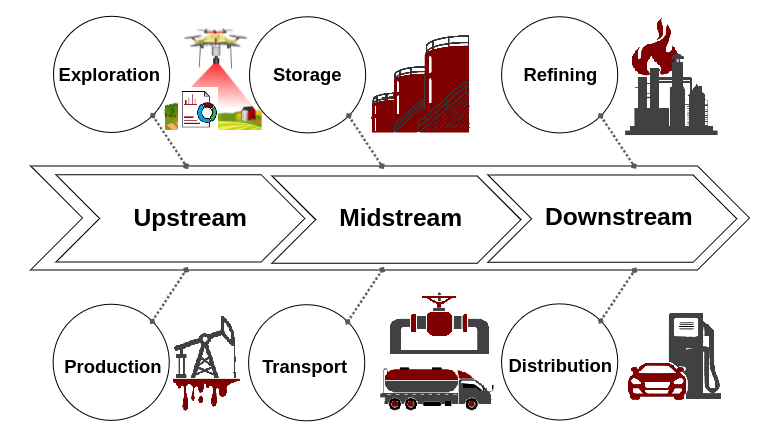 Exploration
Storage
Refining
Upstream
Midstream
Downstream
Production
Transport
Distribution